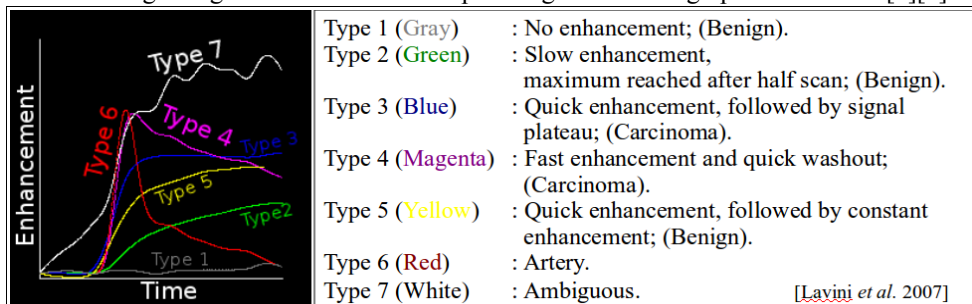 Type 7
Type 6
Type 4
Type 3
Type 5
Type2
Type 1
Enhancement
Time
Type 1 (Gray) : No enhancement; (Benign).
Type 2 (Green) : Slow enhancement,
maximum reached after half scan; (Benign).
Type 3 (Blue) : Quick enhancement, followed by signal
plateau; (Carcinoma).
Type 4 (Magenta) : Fast enhancement and quick washout;
(Carcinoma).
Type 5 (Yellow) : Quick enhancement, followed by constant
enhancement; (Benign).
Type 6 (Red) : Artery.
Type 7 (White) : Ambiguous. [Lavini et al. 2007]